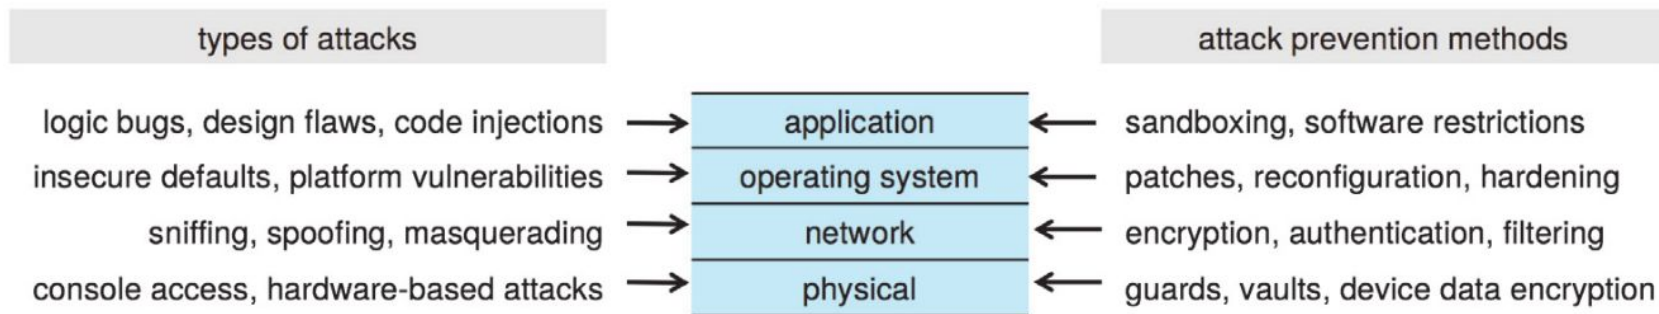 types of attacks
attack prevention methods
logic bugs, design flaws, code injections
application
sandboxing, software restrictions
insecure defaults, platform vulnerabilities
operating system
patches, reconfiguration, hardening
sniffing, spoofing, masquerading
network
encryption, authentication, filtering
console access, hardware-based attacks
physical
guards, vaults, device data encryption